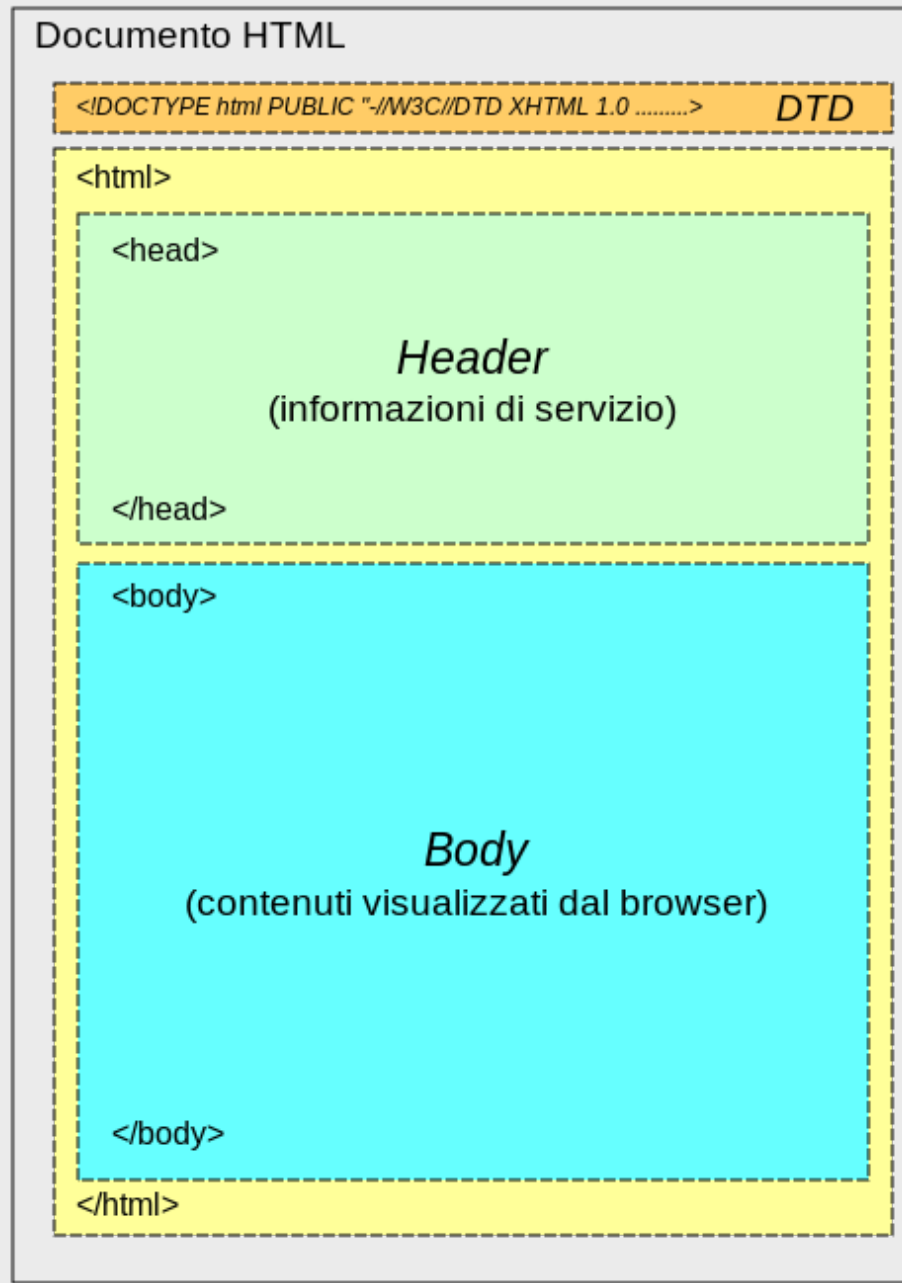 Documento HTML
<!DOCTYPE html PUBLIC "-//W3C//DTD XHTML 1.0 .........> DTD
<html>
<head>
Header
(informazioni di servizio)
</head>
<body>
Body
(contenuti visualizzati dal browser)
</body>
</html>